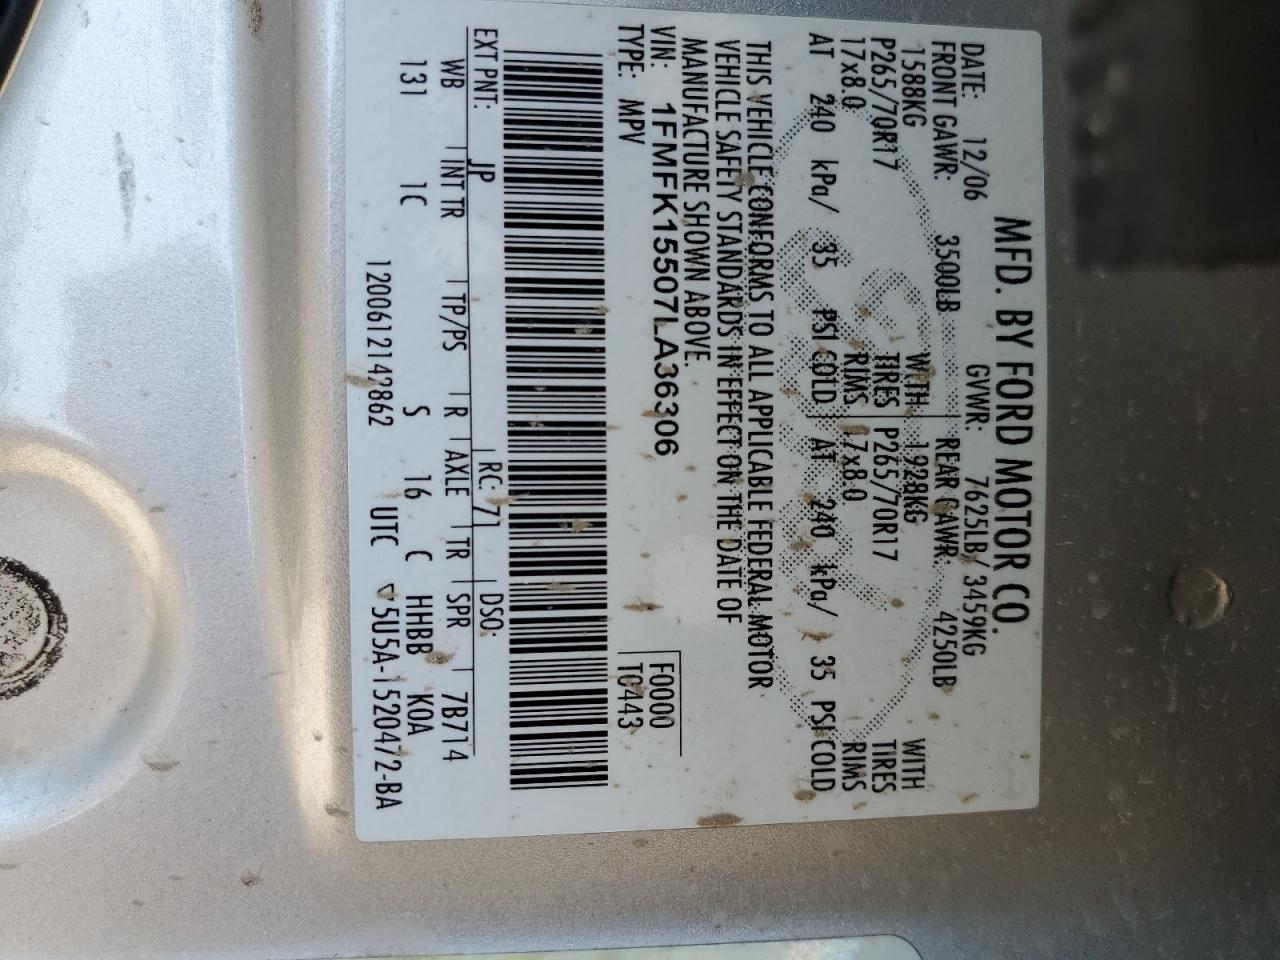 MFD. BY FORD MOTOR CO.
DATE: 12/06 GVWR: 7625LB/ 3459KG
FRONT GAWR: 3500LB REAR GAWR: 4250LB
1588KG WITH 1928KG WITH
P265/70R17 TIRES P265/70R17 TIRES
17x8.0 RIMS 17x8.0 RIMS
AT 240 kPa/ 35 PSI COLD AT 240 kPa/ 35 PSI COLD
THIS VEHICLE CONFORMS TO ALL APPLICABLE FEDERAL MOTOR
VEHICLE SAFETY STANDARDS IN EFFECT ON THE DATE OF
MANUFACTURE SHOWN ABOVE.
VIN: 1FMFK15507LA36306 F0000
TYPE: MPV T0443
EXT PNT: JP RC: 71 DSO:
WB INT TR TP/PS R AXLE TR SPR 7B714
131 1C S 16 C HHBB KOA
1200612142862 UTC ▽5U5A-1520472-BA